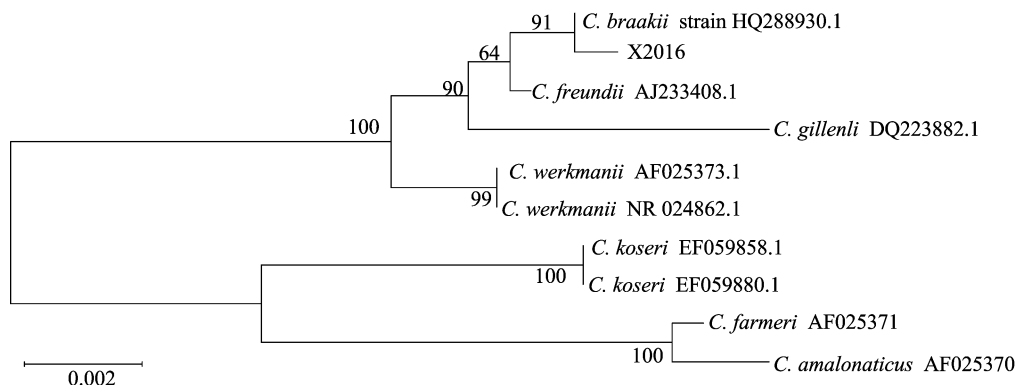 91
C. braakii strain HQ288930.1
64
X2016
90
C. freundii AJ233408.1
100
C. gillenli DQ223882.1
C. werkmanii AF025373.1
99
C. werkmanii NR 024862.1
C. koseri EF059858.1
100
C. koseri EF059880.1
C. farmeri AF025371
100
C. amalonaticus AF025370
0.002